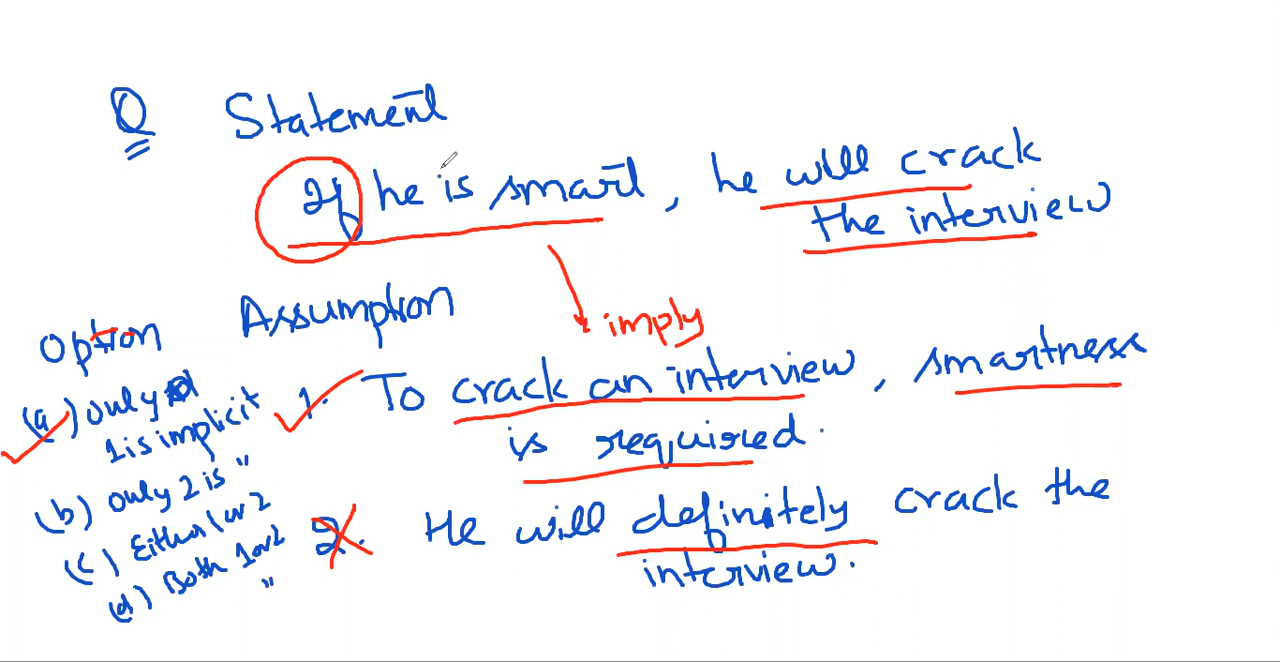 Q Statement
If he is smart, he will crack
the interview
imply
Assumption
1. To crack an interview, smartness
is required.
2. He will definitely crack the
interview.
Option
(a) only
1 is implicit
(b) only 2 is "
(c) Either 1 or 2
(d) Both 1 or 2
"